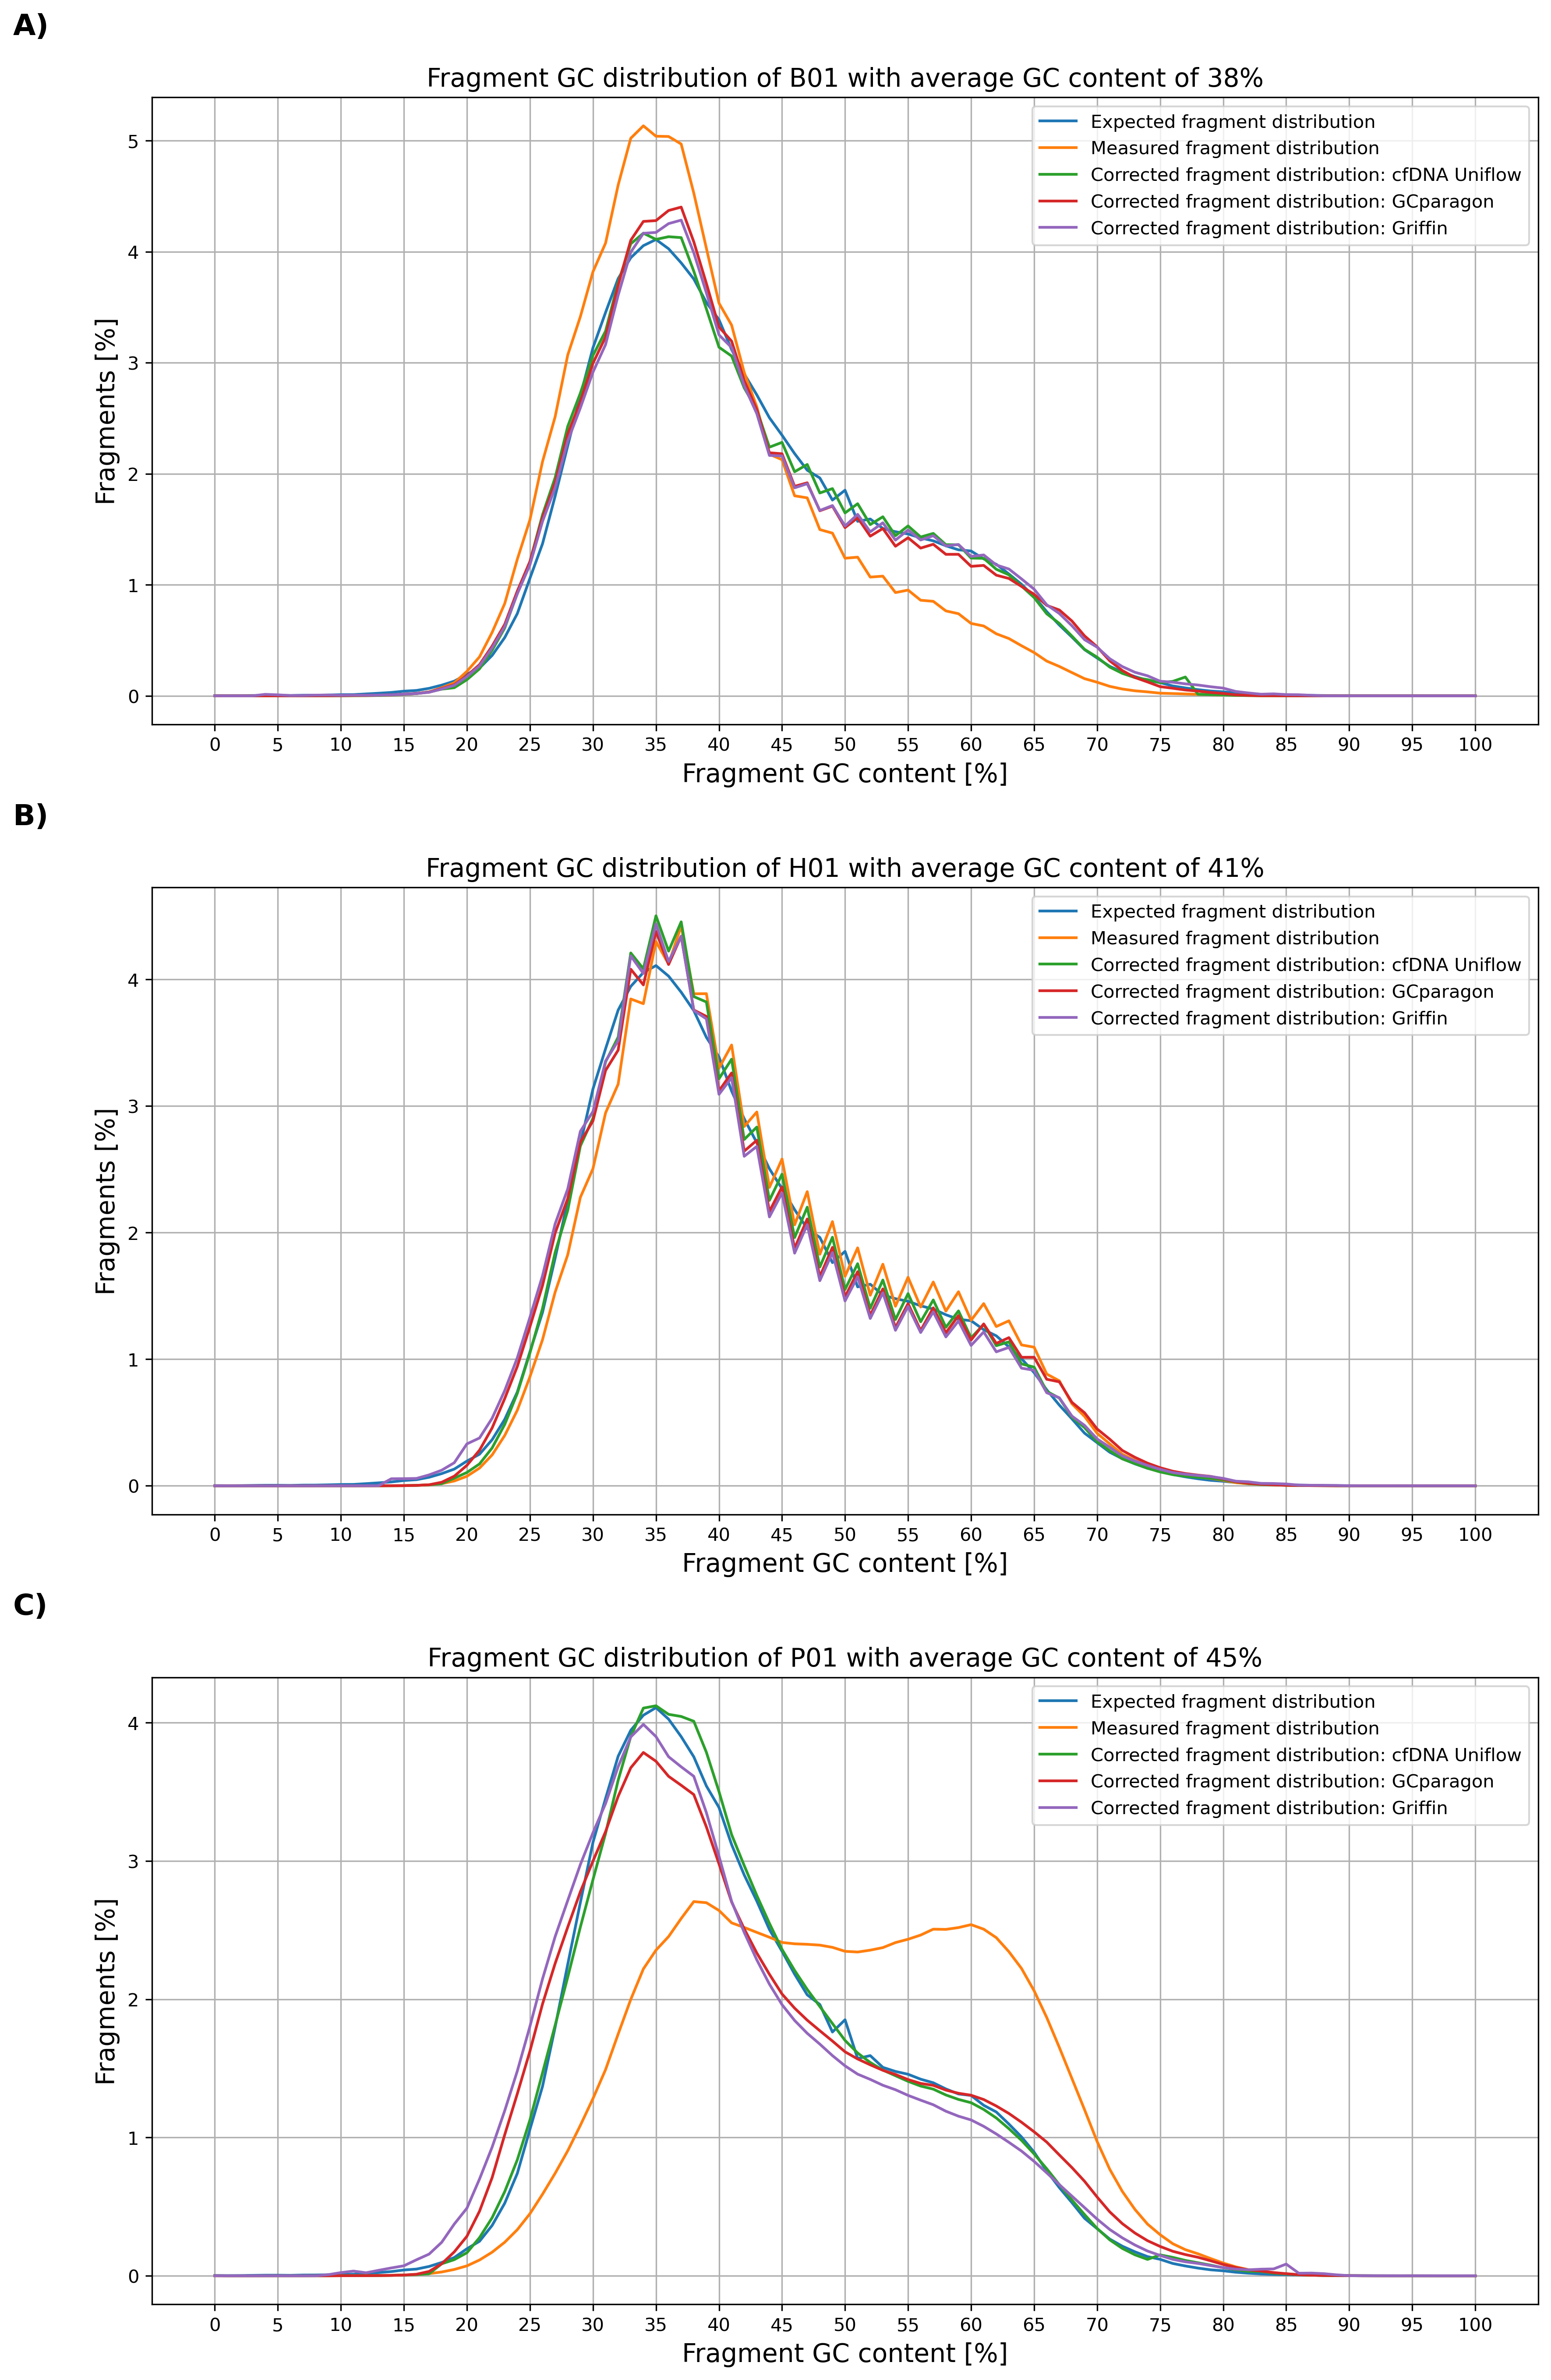 A)
Fragment GC distribution of B01 with average GC content of 38%
Expected fragment distribution
Measured fragment distribution
Corrected fragment distribution: cfDNA Uniflow
Corrected fragment distribution: GCparagon
Corrected fragment distribution: Griffin
Fragments [%]
5
4
3
2
1
0
0 5 10 15 20 25 30 35 40 45 50 55 60 65 70 75 80 85 90 95 100
Fragment GC content [%]
B)
Fragment GC distribution of H01 with average GC content of 41%
Expected fragment distribution
Measured fragment distribution
Corrected fragment distribution: cfDNA Uniflow
Corrected fragment distribution: GCparagon
Corrected fragment distribution: Griffin
Fragments [%]
4
3
2
1
0
0 5 10 15 20 25 30 35 40 45 50 55 60 65 70 75 80 85 90 95 100
Fragment GC content [%]
C)
Fragment GC distribution of P01 with average GC content of 45%
Expected fragment distribution
Measured fragment distribution
Corrected fragment distribution: cfDNA Uniflow
Corrected fragment distribution: GCparagon
Corrected fragment distribution: Griffin
Fragments [%]
4
3
2
1
0
0 5 10 15 20 25 30 35 40 45 50 55 60 65 70 75 80 85 90 95 100
Fragment GC content [%]